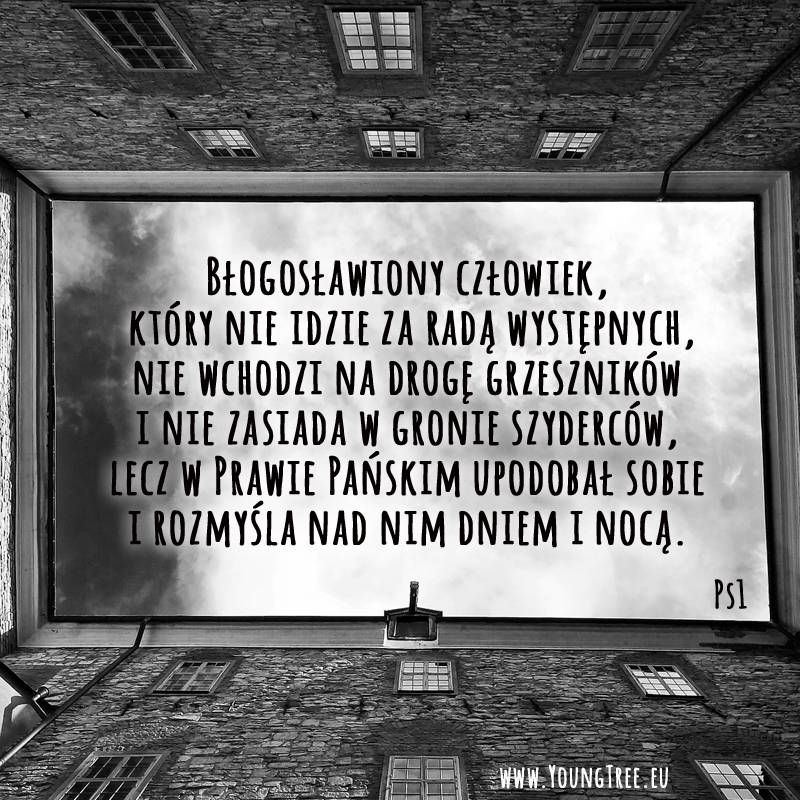 Błogosławiony człowiek,
który nie idzie za radą występnych,
nie wchodzi na drogę grzeszników
i nie zasiada w gronie szyderców,
lecz w Prawie Pańskim upodobał sobie
i rozmyśla nad nim dniem i nocą.
Ps1
www.YoungTree.eu